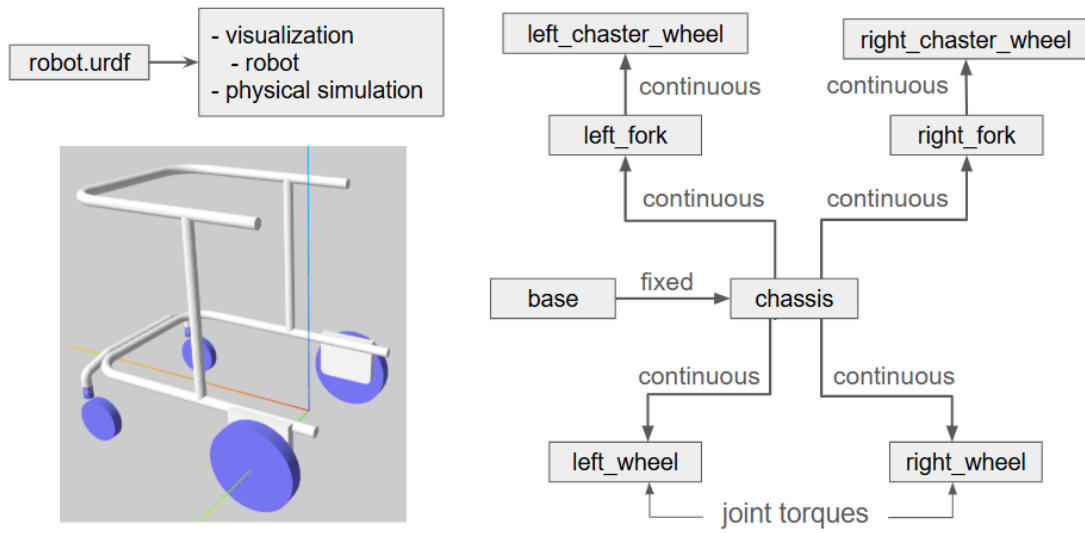 robot.urdf
- visualization
- robot
- physical simulation
left_chaster_wheel
right_chaster_wheel
continuous
continuous
left_fork
right_fork
continuous
continuous
base
fixed
chassis
continuous
continuous
left_wheel
right_wheel
joint torques